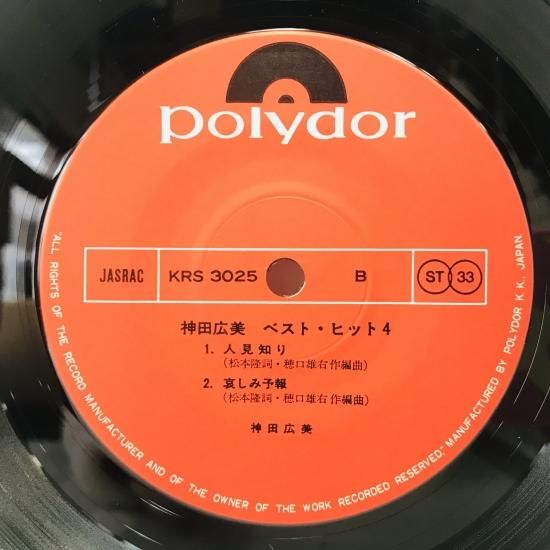 polydor
JASRAC KRS 3025 B ST 33
神田広美 ベスト・ヒット4
1. 人見知り
(松本隆詞・穂口雄右作編曲)
2. 哀しみ予報
(松本隆詞・穂口雄右作編曲)
神田広美
"ALL RIGHTS OF THE RECORD MANUFACTURER AND OF THE OWNER OF THE WORK RECORDED RESERVED," MANUFACTURED BY POLYDOR K.K., JAPAN.